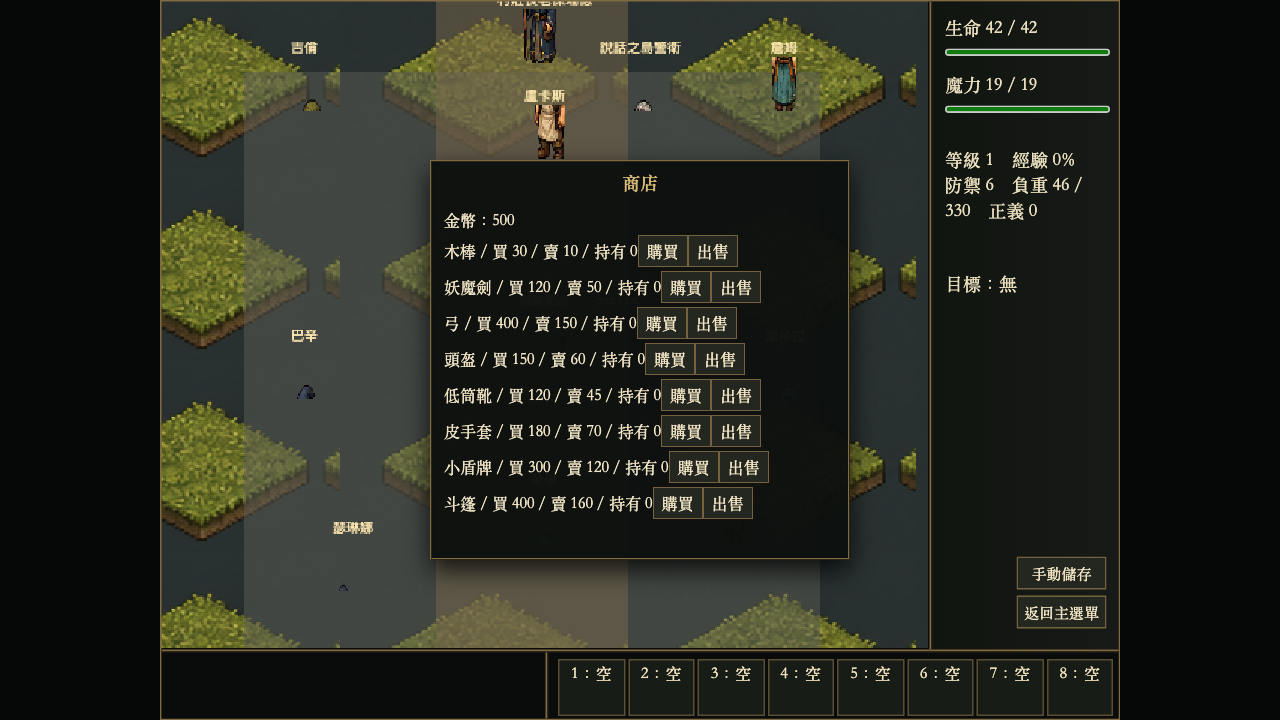 吉倫
說話之島警衛
詹姆
盧卡斯
巴辛
瑟琳娜
商店
金幣：500
木棒 / 買 30 / 賣 10 / 持有 0 購買 出售
妖魔劍 / 買 120 / 賣 50 / 持有 0 購買 出售
弓 / 買 400 / 賣 150 / 持有 0 購買 出售
頭盔 / 買 150 / 賣 60 / 持有 0 購買 出售
低筒靴 / 買 120 / 賣 45 / 持有 0 購買 出售
皮手套 / 買 180 / 賣 70 / 持有 0 購買 出售
小盾牌 / 買 300 / 賣 120 / 持有 0 購買 出售
斗篷 / 買 400 / 賣 160 / 持有 0 購買 出售
生命 42 / 42
魔力 19 / 19
等級 1 經驗 0%
防禦 6 負重 46 /
330 正義 0
目標：無
手動儲存
返回主選單
1：空 2：空 3：空 4：空 5：空 6：空 7：空 8：空